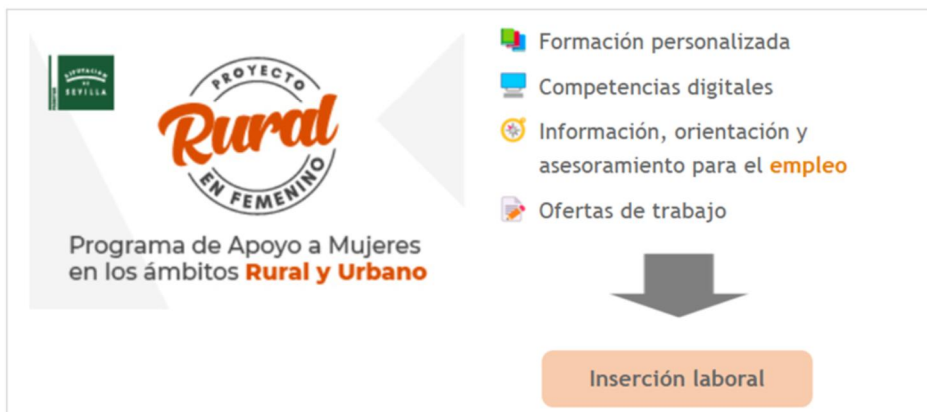 DIPUTACIÓN
DE
SEVILLA
PROYECTO
Rural
EN FEMENINO
Programa de Apoyo a Mujeres
en los ámbitos Rural y Urbano
Formación personalizada
Competencias digitales
Información, orientación y
asesoramiento para el empleo
Ofertas de trabajo
Inserción laboral